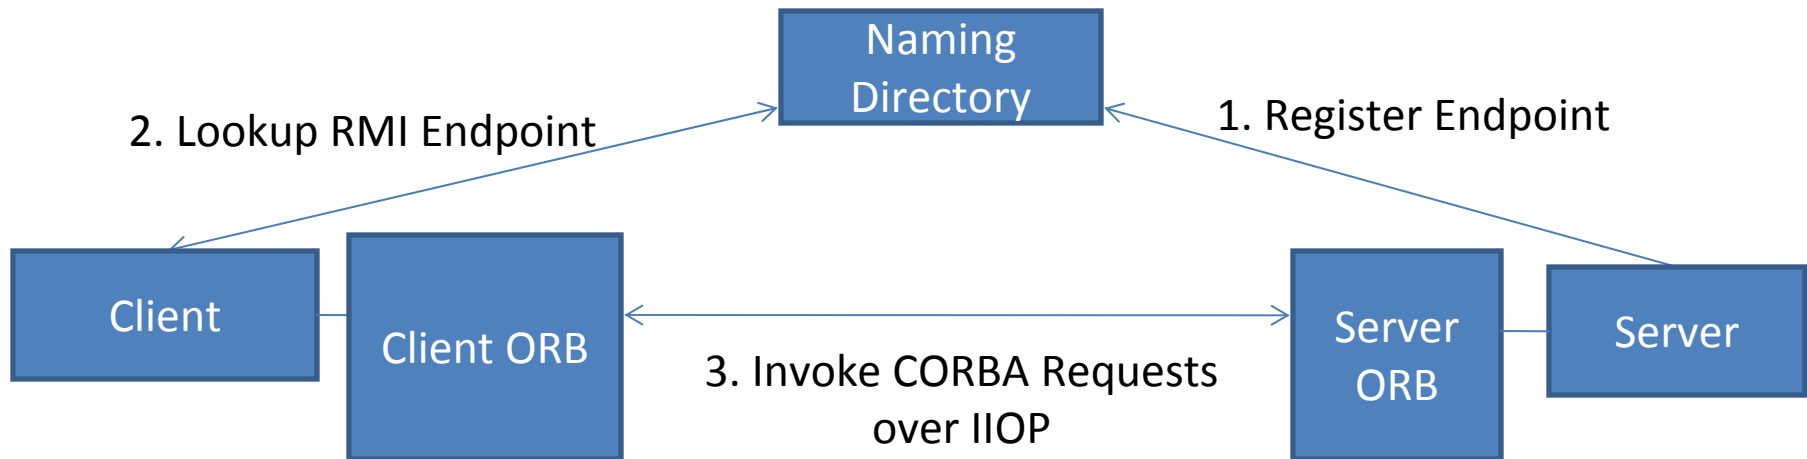 Naming
Directory
2. Lookup RMI Endpoint
1. Register Endpoint
Client
Client ORB
3. Invoke CORBA Requests
over IIOP
Server
ORB
Server